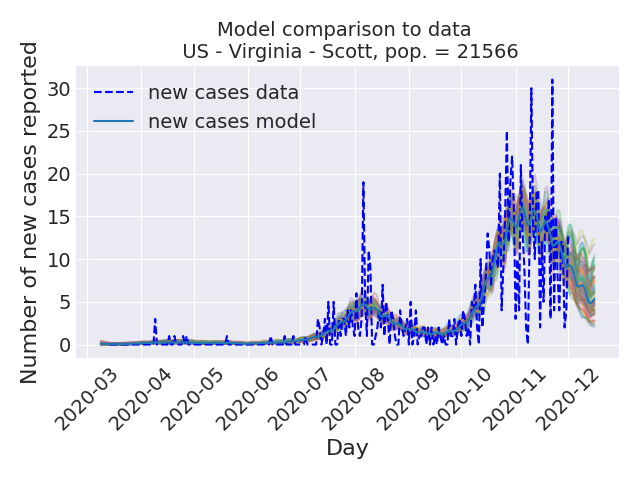 Model comparison to data
US - Virginia - Scott, pop. = 21566
Number of new cases reported
30
25
20
15
10
5
0
new cases data
new cases model
2020-03
2020-04
2020-05
2020-06
2020-07
2020-08
2020-09
2020-10
2020-11
2020-12
Day